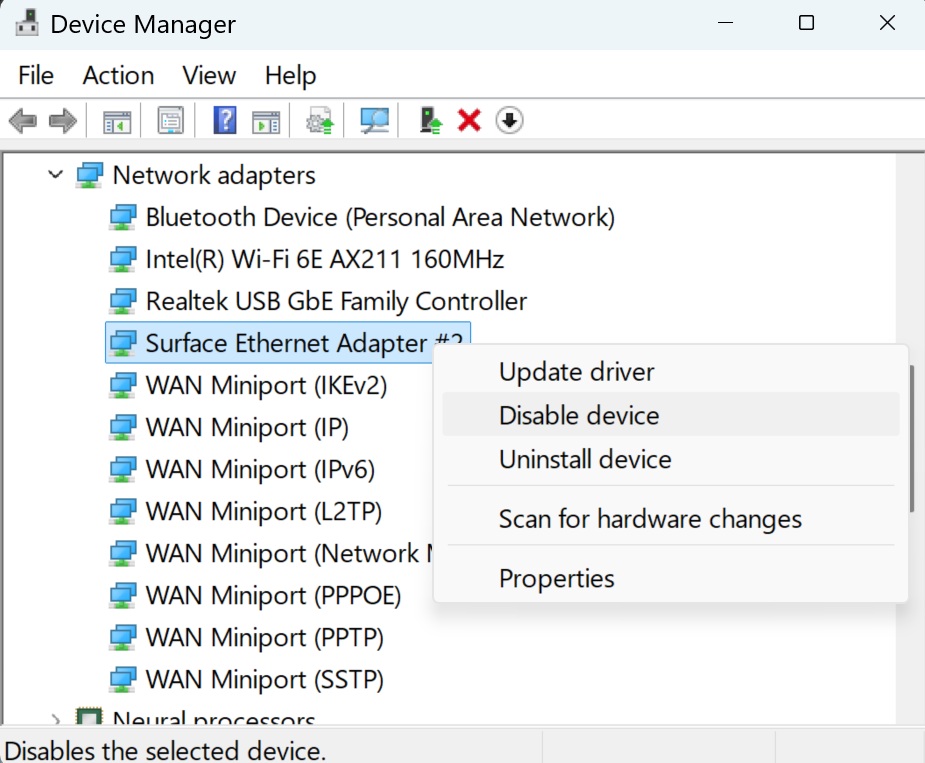 Device Manager
File Action View Help
Network adapters
Bluetooth Device (Personal Area Network)
Intel(R) Wi-Fi 6E AX211 160MHz
Realtek USB GbE Family Controller
Surface Ethernet Adapter #2
Update driver
WAN Miniport (IKEv2)
Disable device
WAN Miniport (IP)
Uninstall device
WAN Miniport (IPv6)
WAN Miniport (L2TP)
Scan for hardware changes
WAN Miniport (Network
Properties
WAN Miniport (PPPOE)
WAN Miniport (PPTP)
WAN Miniport (SSTP)
Neural processors
Disables the selected device.